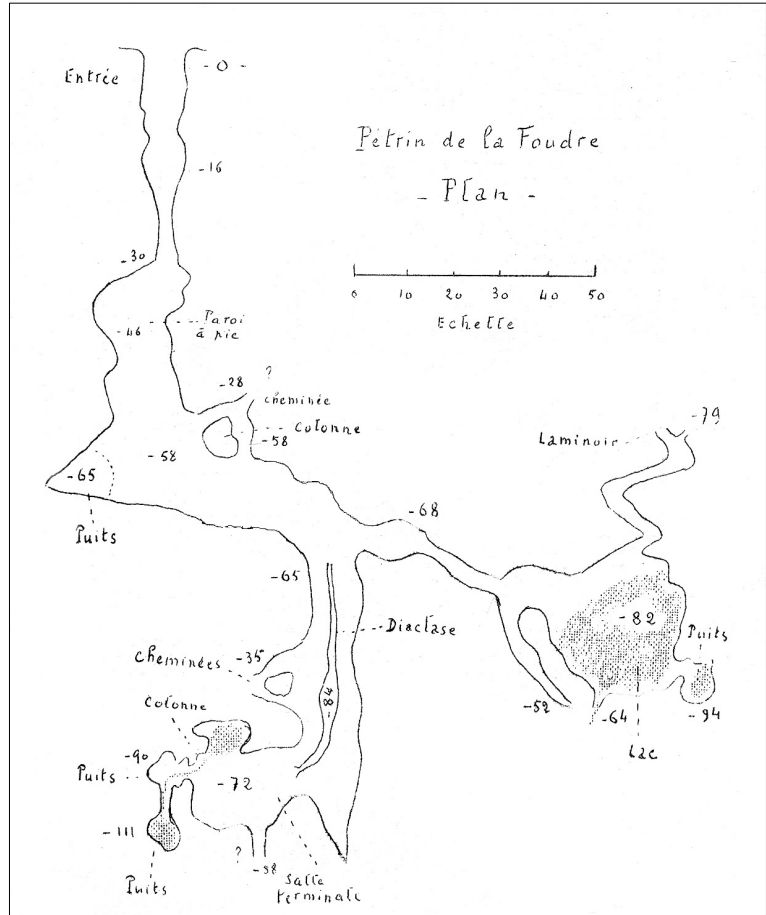 Entrée
- 0 -
- 16
Pétrin de la Foudre
- Plan -
- 30
0 10 20 30 40 50
Echelle
- 46
Paroi
à pic
- 28
?
cheminée
Colonne
- 58
- 58
- 65
Puits
- 79
Laminoir
- 68
- 65
Diaclase
- 82
Puits
Cheminées
- 35
- 84
- 52
- 64
- 94
Lac
Colonne
- 90
Puits
- 72
- 111
Puits
?
- 98
Salle
terminale